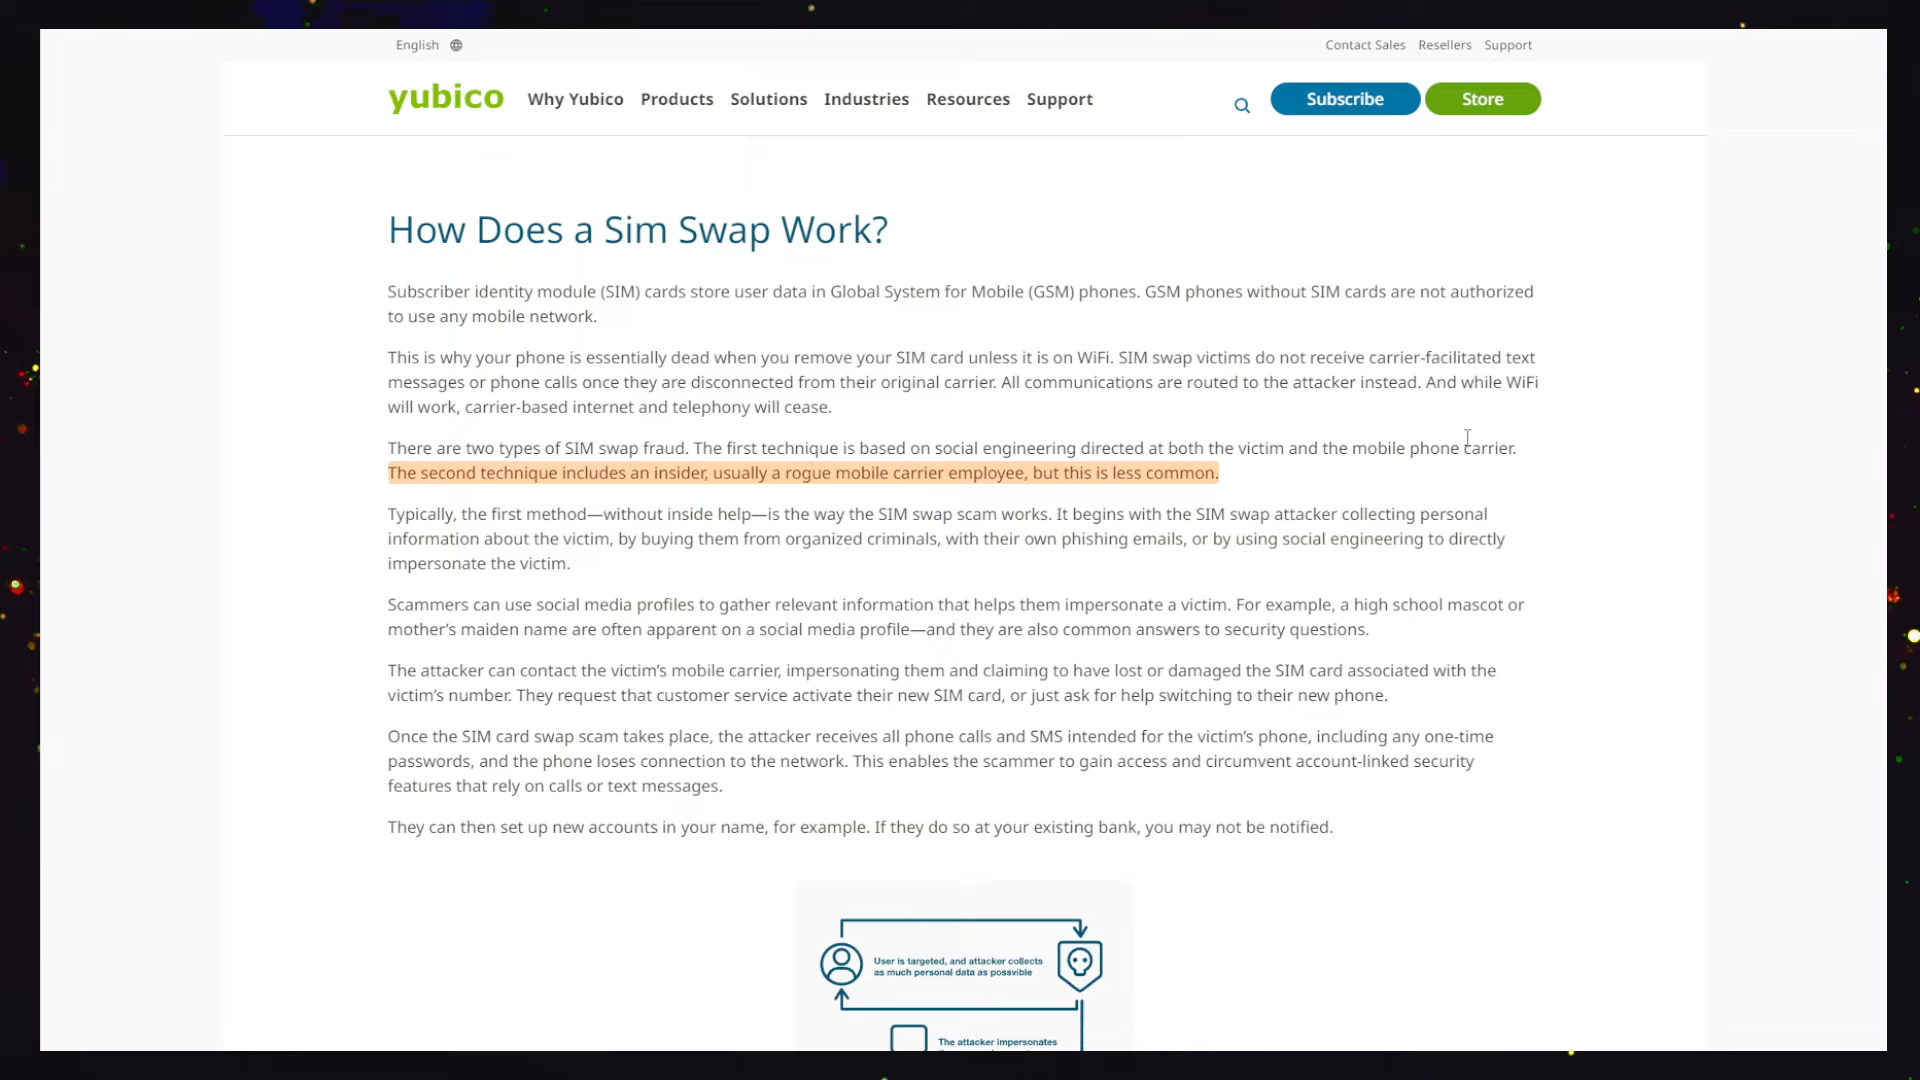 English
Contact Sales Resellers Support
yubico Why Yubico Products Solutions Industries Resources Support Subscribe Store
How Does a Sim Swap Work?
Subscriber identity module (SIM) cards store user data in Global System for Mobile (GSM) phones. GSM phones without SIM cards are not authorized
to use any mobile network.
This is why your phone is essentially dead when you remove your SIM card unless it is on WiFi. SIM swap victims do not receive carrier-facilitated text
messages or phone calls once they are disconnected from their original carrier. All communications are routed to the attacker instead. And while WiFi
will work, carrier-based internet and telephony will cease.
There are two types of SIM swap fraud. The first technique is based on social engineering directed at both the victim and the mobile phone carrier.
The second technique includes an insider, usually a rogue mobile carrier employee, but this is less common.
Typically, the first method—without inside help—is the way the SIM swap scam works. It begins with the SIM swap attacker collecting personal
information about the victim, by buying them from organized criminals, with their own phishing emails, or by using social engineering to directly
impersonate the victim.
Scammers can use social media profiles to gather relevant information that helps them impersonate a victim. For example, a high school mascot or
mother's maiden name are often apparent on a social media profile—and they are also common answers to security questions.
The attacker can contact the victim's mobile carrier, impersonating them and claiming to have lost or damaged the SIM card associated with the
victim's number. They request that customer service activate their new SIM card, or just ask for help switching to their new phone.
Once the SIM card swap scam takes place, the attacker receives all phone calls and SMS intended for the victim's phone, including any one-time
passwords, and the phone loses connection to the network. This enables the scammer to gain access and circumvent account-linked security
features that rely on calls or text messages.
They can then set up new accounts in your name, for example. If they do so at your existing bank, you may not be notified.
User is targeted, and attacker collects
as much personal data as possvible
The attacker impersonates